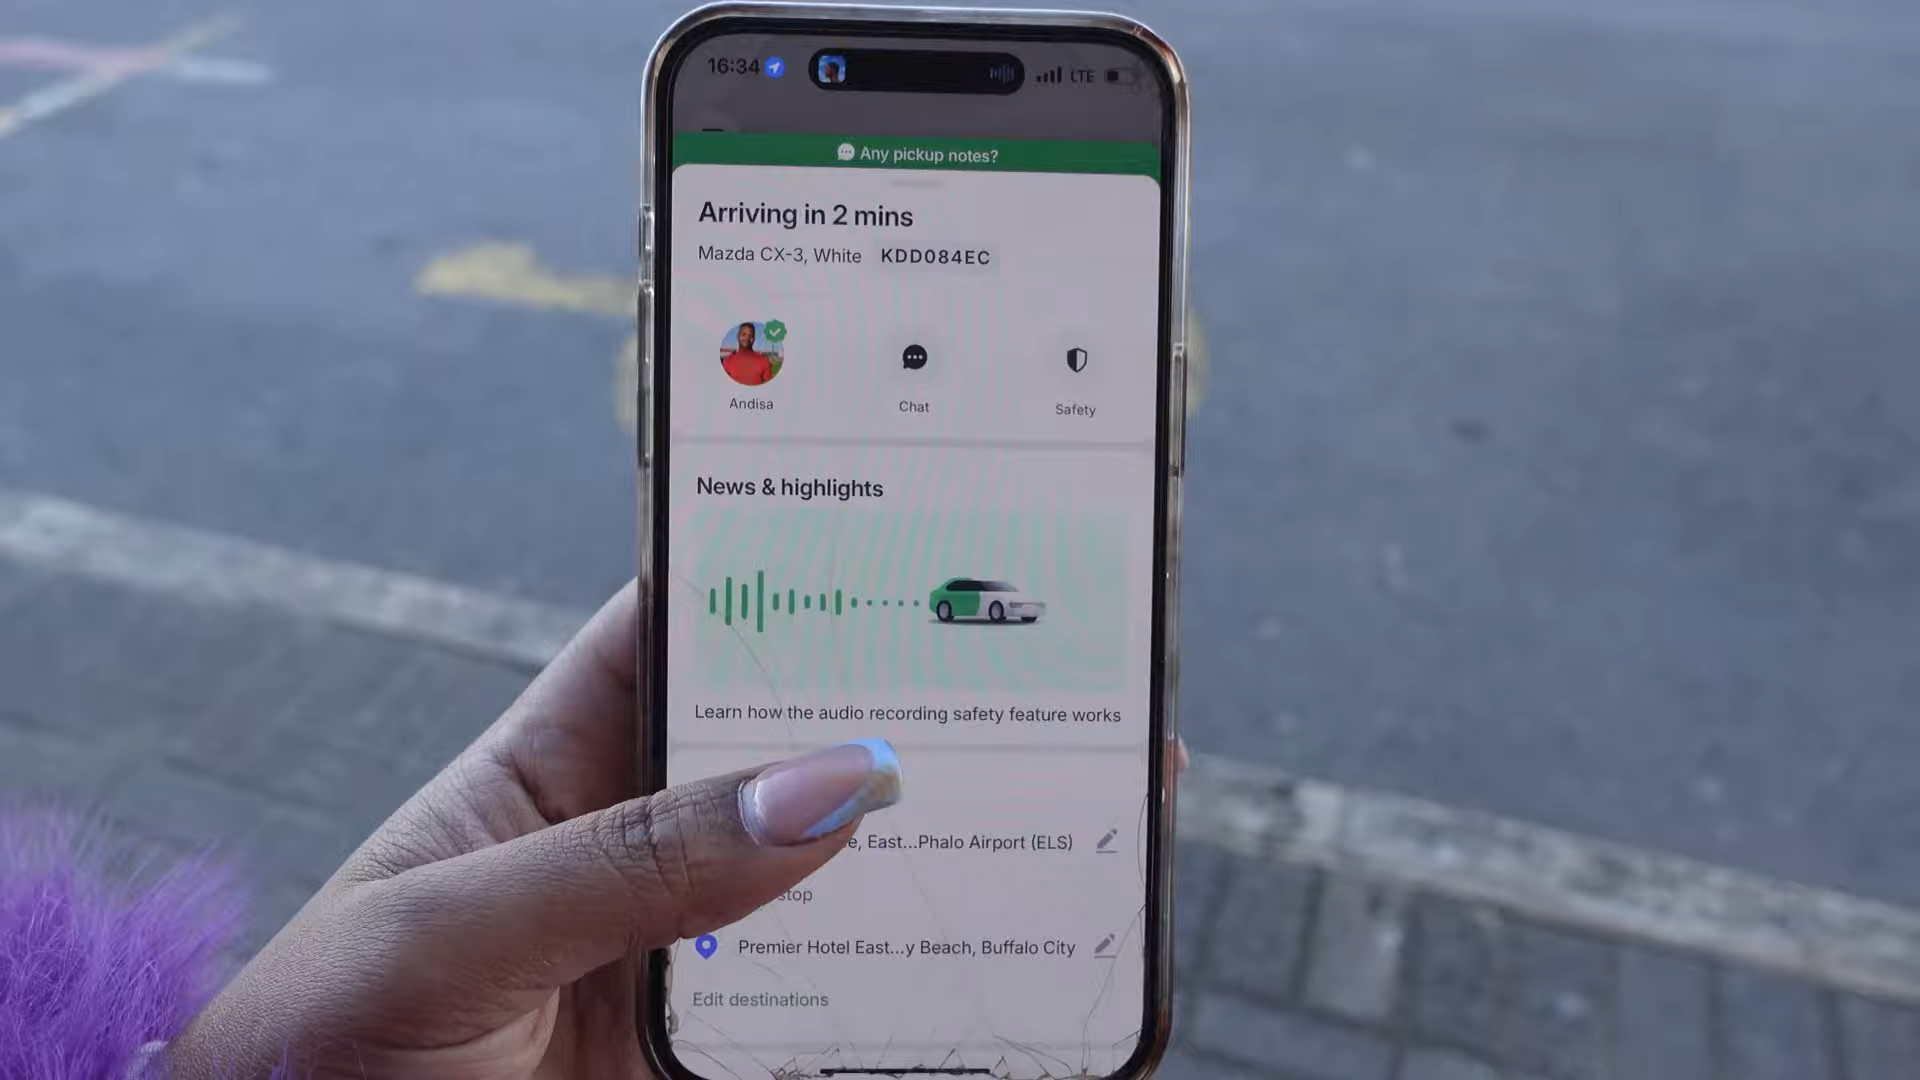 16:34 LTE
Any pickup notes?
Arriving in 2 mins
Mazda CX-3, White KDD084EC
Andisa Chat Safety
News & highlights
Learn how the audio recording safety feature works
e, East...Phalo Airport (ELS)
stop
Premier Hotel East...y Beach, Buffalo City
Edit destinations